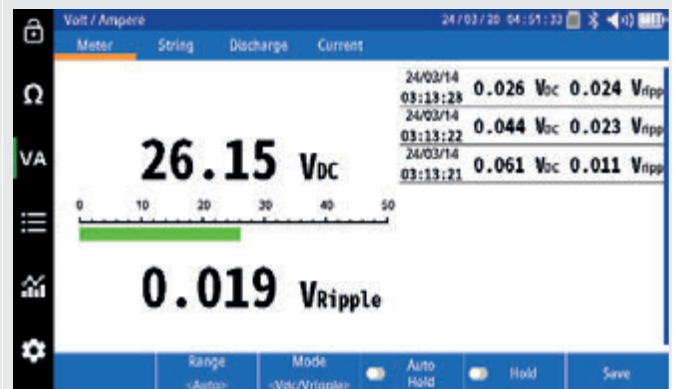 Volt / Ampere 24/03/20 04:51:33
Meter String Discharge Current
Ω
VA
24/03/14
03:13:28 0.026 VDC 0.024 Vripp
24/03/14
03:13:22 0.044 VDC 0.023 Vripp
24/03/14
03:13:21 0.061 VDC 0.011 Vripp
26.15 VDC
0 10 20 30 40 50
0.019 VRipple
Range
<Auto>
Mode
<Vdc/Vripple>
Auto
Hold
Hold
Save